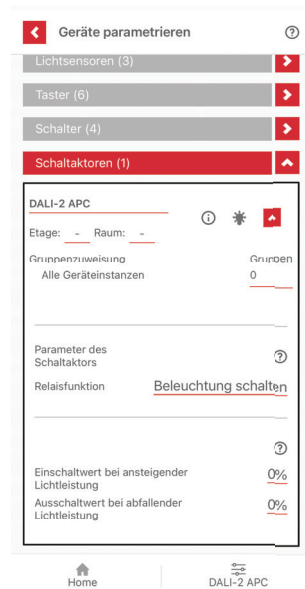 Geräte parametrieren
Lichtsensoren (3)
Taster (6)
Schalter (4)
Schaltaktoren (1)
DALI-2 APC
Etage: - Raum: -
Gruppenzuweisung Gruppen
Alle Geräteinstanzen 0
Parameter des
Schaltaktors
Relaisfunktion Beleuchtung schalten
Einschaltwert bei ansteigender 0%
Lichtleistung
Ausschaltwert bei abfallender 0%
Lichtleistung
Home DALI-2 APC